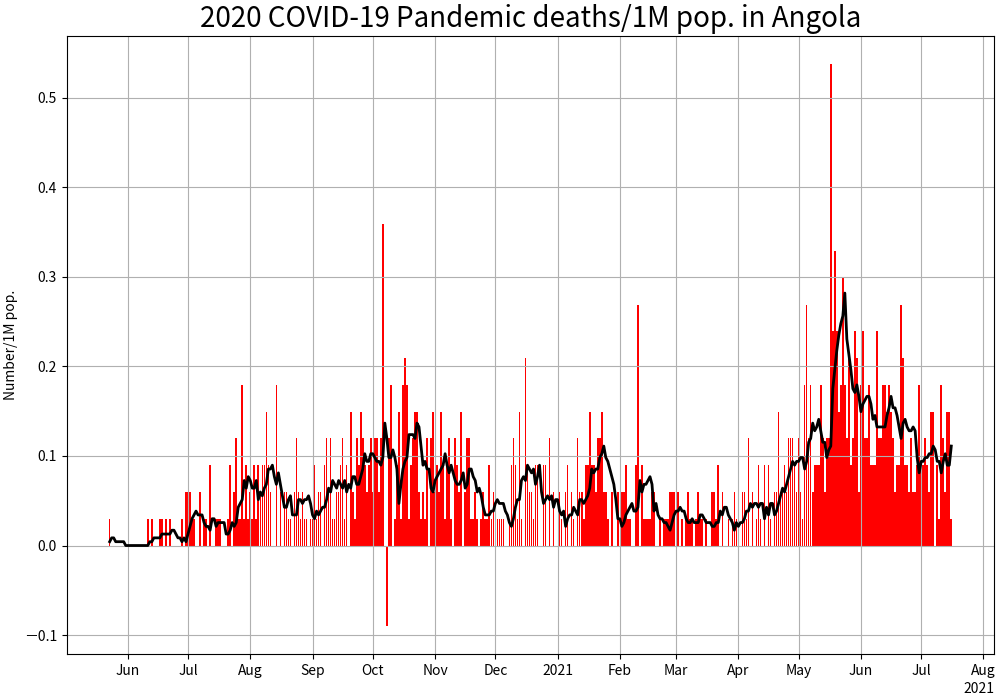 2020 COVID-19 Pandemic deaths/1M pop. in Angola
Number/1M pop.
0.5
0.4
0.3
0.2
0.1
0.0
−0.1
Jun Jul Aug Sep Oct Nov Dec 2021 Feb Mar Apr May Jun Jul Aug
2021